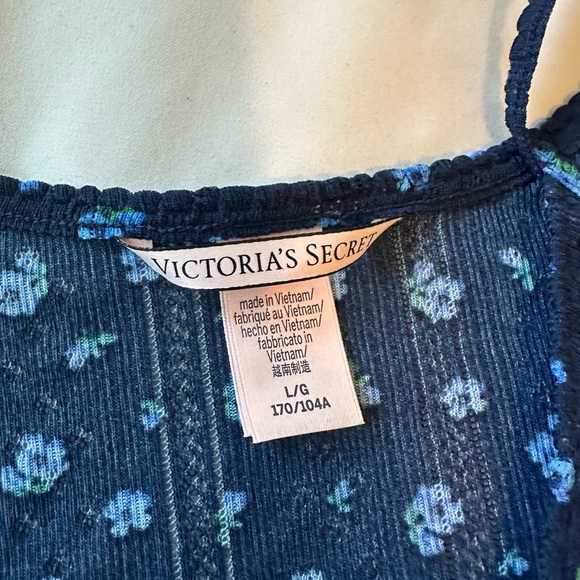 VICTORIA'S SECRET
made in Vietnam/
fabriqué au Vietnam/
hecho en Vietnam/
fabbricato in
Vietnam/
越南制造
L/G
170/104A